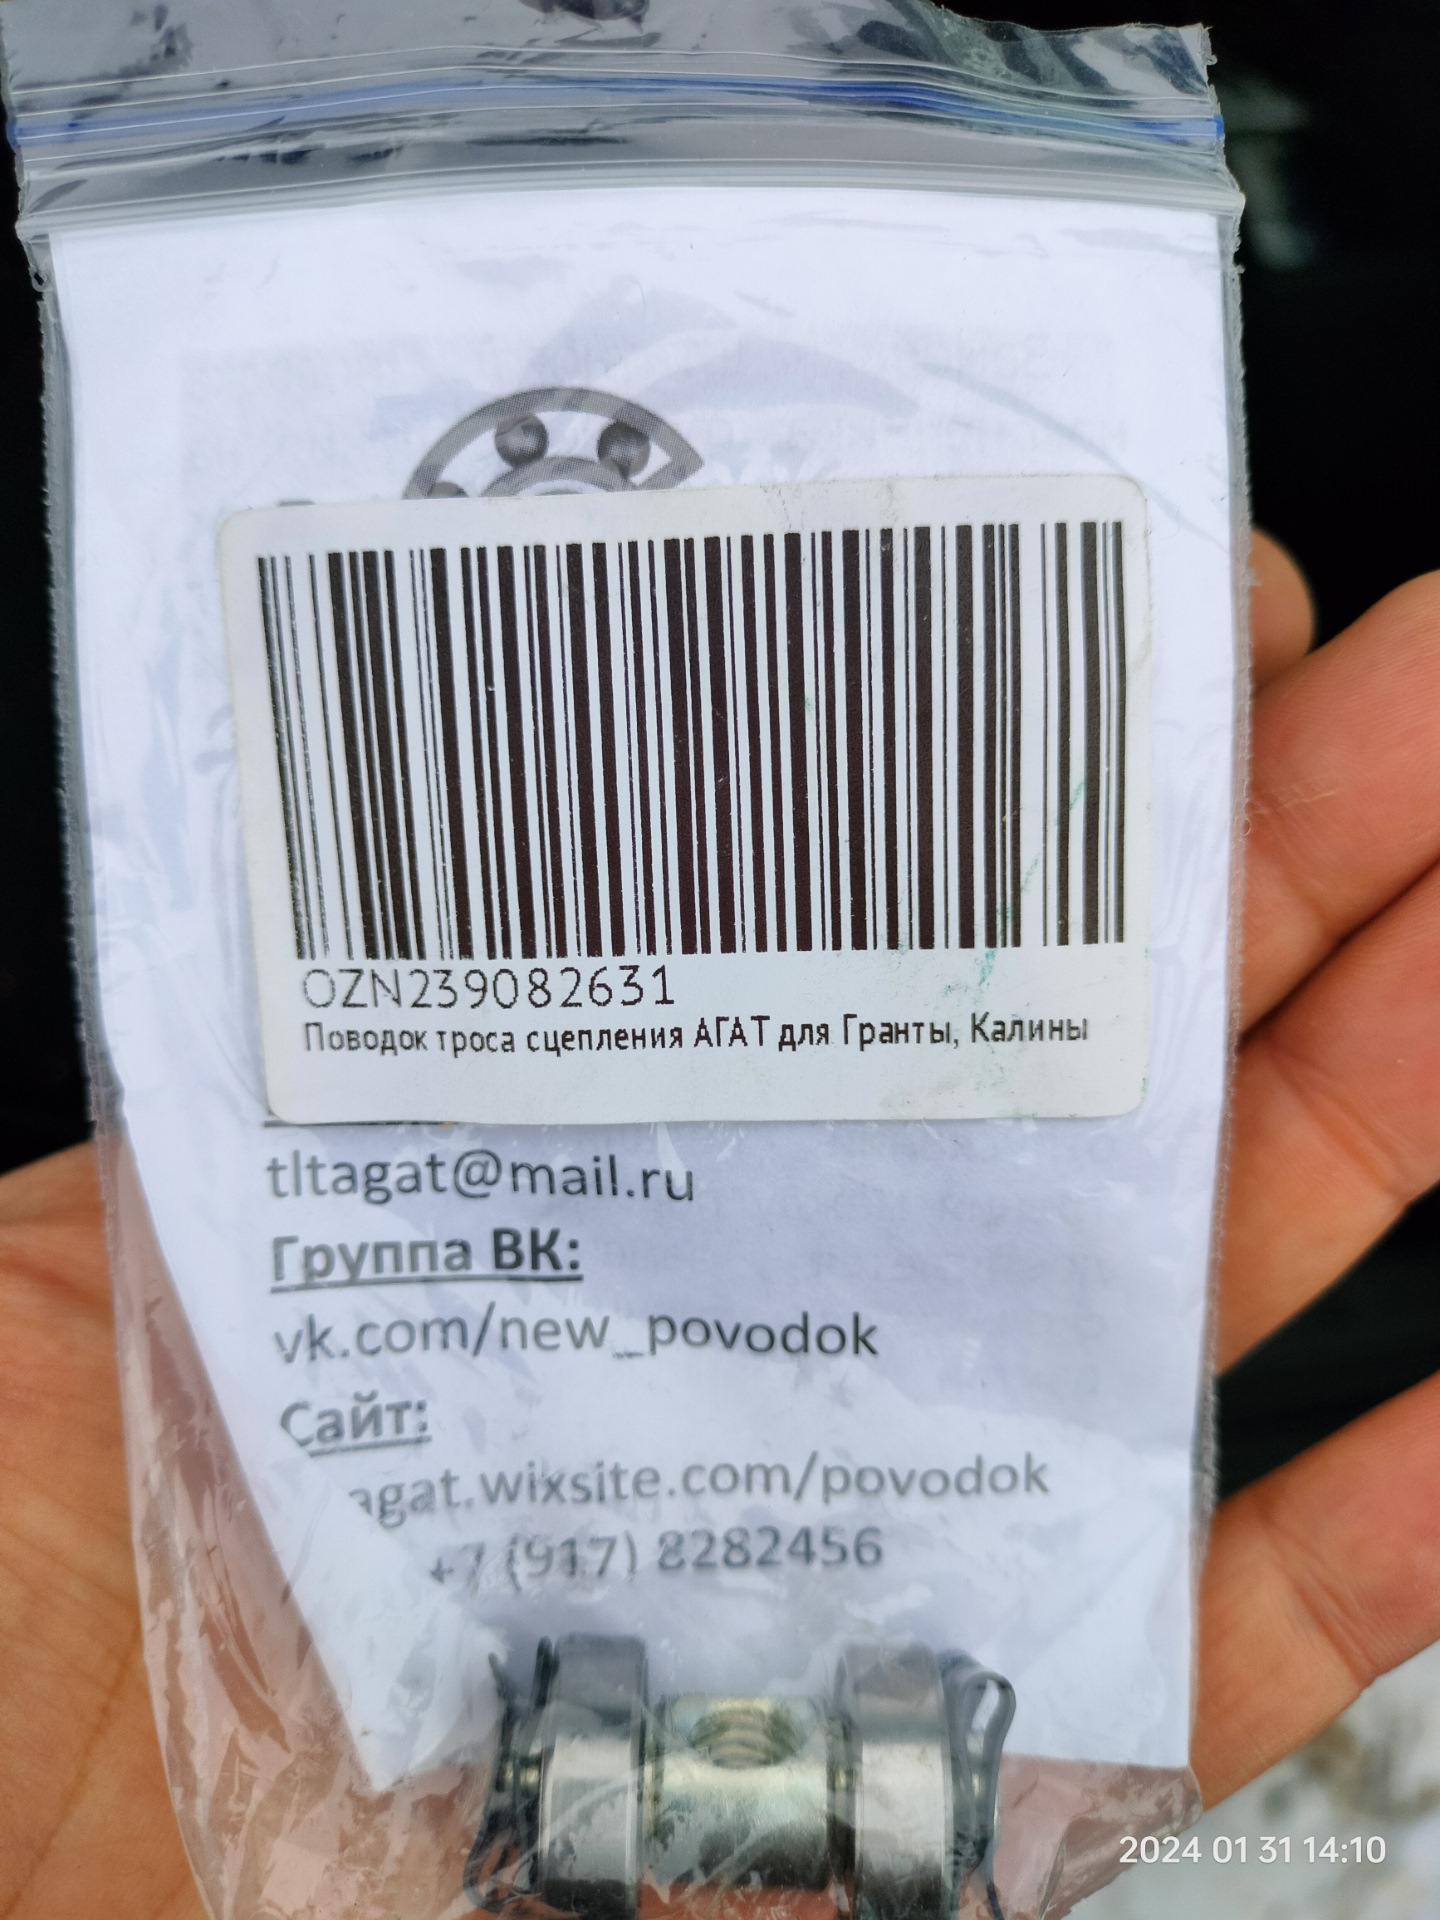 OZN239082631
Поводок троса сцепления АГАТ для Гранты, Калины
tltagat@mail.ru
Группа ВК:
vk.com/new_povodok
Сайт:
agat.wixsite.com/povodok
+7 (917) 8282456
2024 01 31 14:10